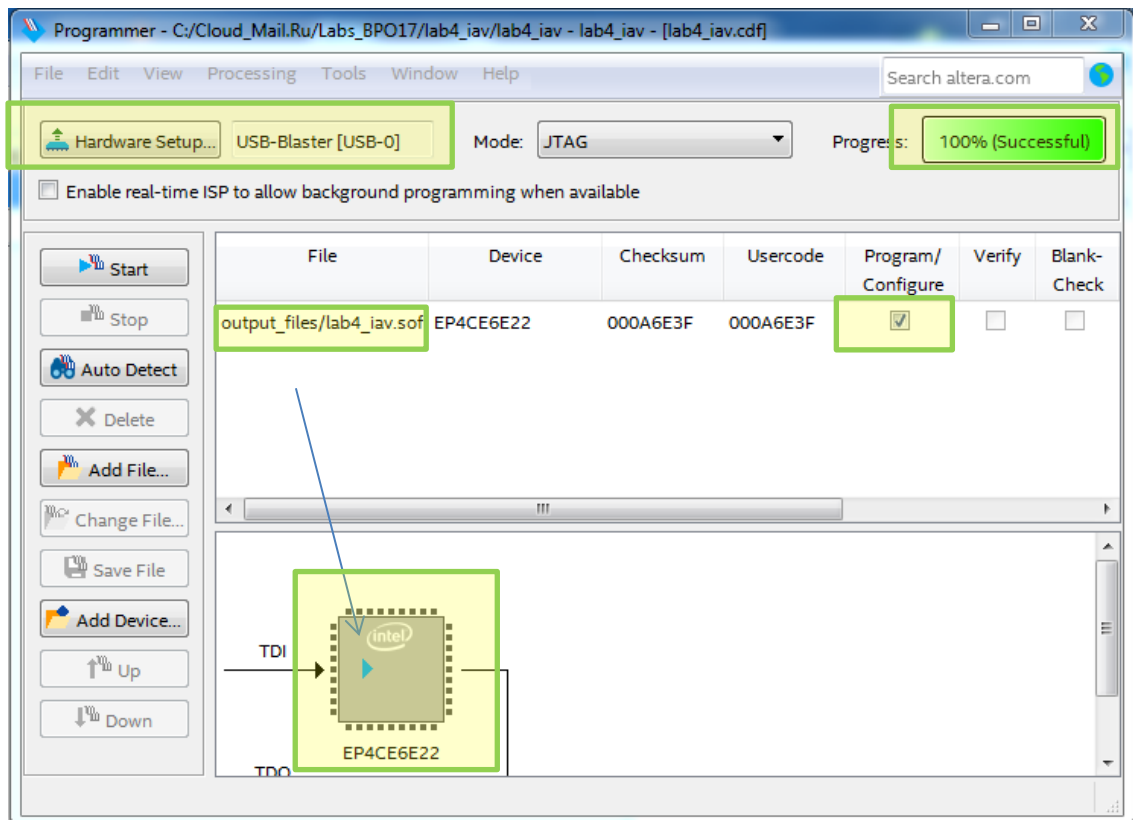 Programmer - C:/Cloud_Mail.Ru/Labs_BPO17/lab4_iav/lab4_iav - lab4_iav - [lab4_iav.cdf]
File Edit View Processing Tools Window Help Search altera.com
Hardware Setup... USB-Blaster [USB-0] Mode: JTAG Progress: 100% (Successful)
Enable real-time ISP to allow background programming when available
Start
Stop
Auto Detect
Delete
Add File...
Change File...
Save File
Add Device...
Up
Down
File Device Checksum Usercode Program/ Verify Blank-
Configure Check
output_files/lab4_iav.sof EP4CE6E22 000A6E3F 000A6E3F
intel
TDI
EP4CE6E22
TDO